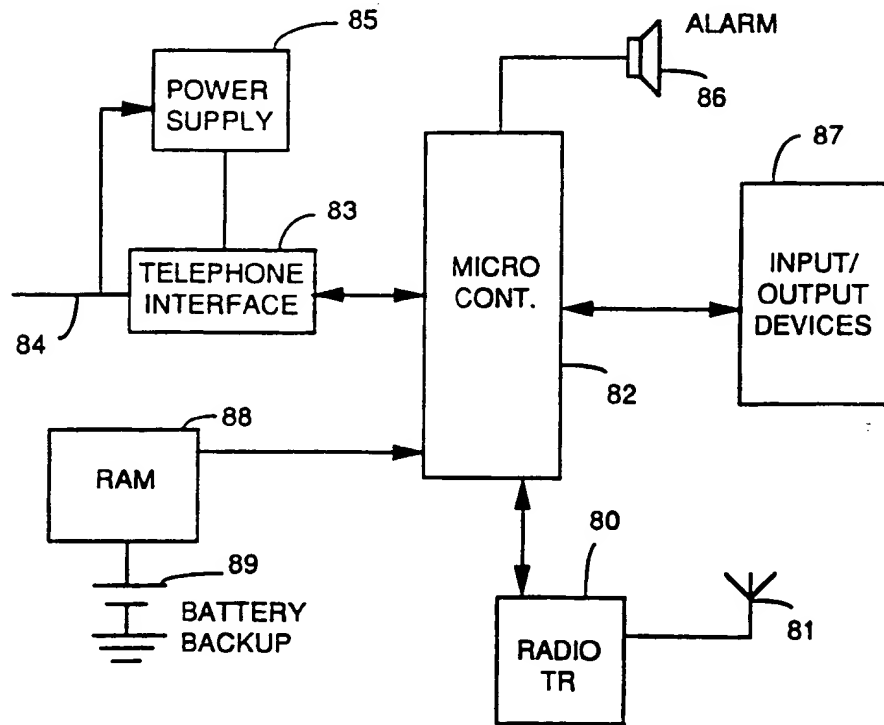 85
ALARM
POWER
SUPPLY
86
87
83
TELEPHONE
INTERFACE
MICRO
CONT.
INPUT/
OUTPUT
DEVICES
84
82
88
RAM
80
89
BATTERY
BACKUP
81
RADIO
TR